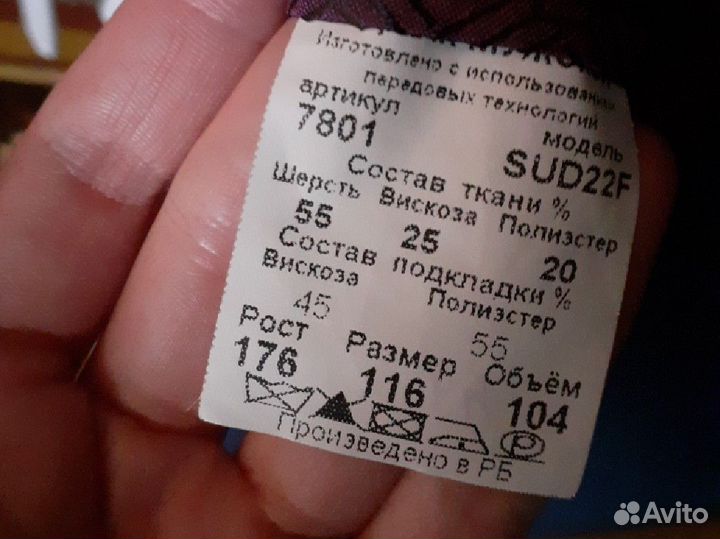 Изготовлено с использованием
передовых технологий
артикул модель
7801 SUD22F
Состав ткани %
Шерсть Вискоза Полиэстер
55 25 20
Состав подкладки %
Вискоза Полиэстер
45 55
Рост Размер Объём
176 116 104
P
Произведено в РБ
Avito